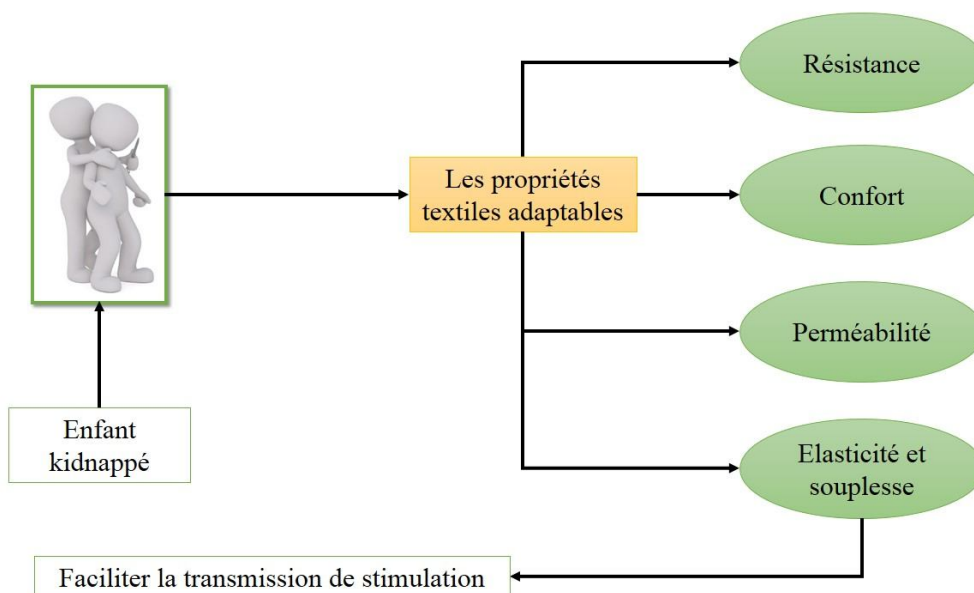 Résistance
Les propriétés
textiles adaptables
Confort
Perméabilité
Enfant
kidnappé
Elasticité et
souplesse
Faciliter la transmission de stimulation